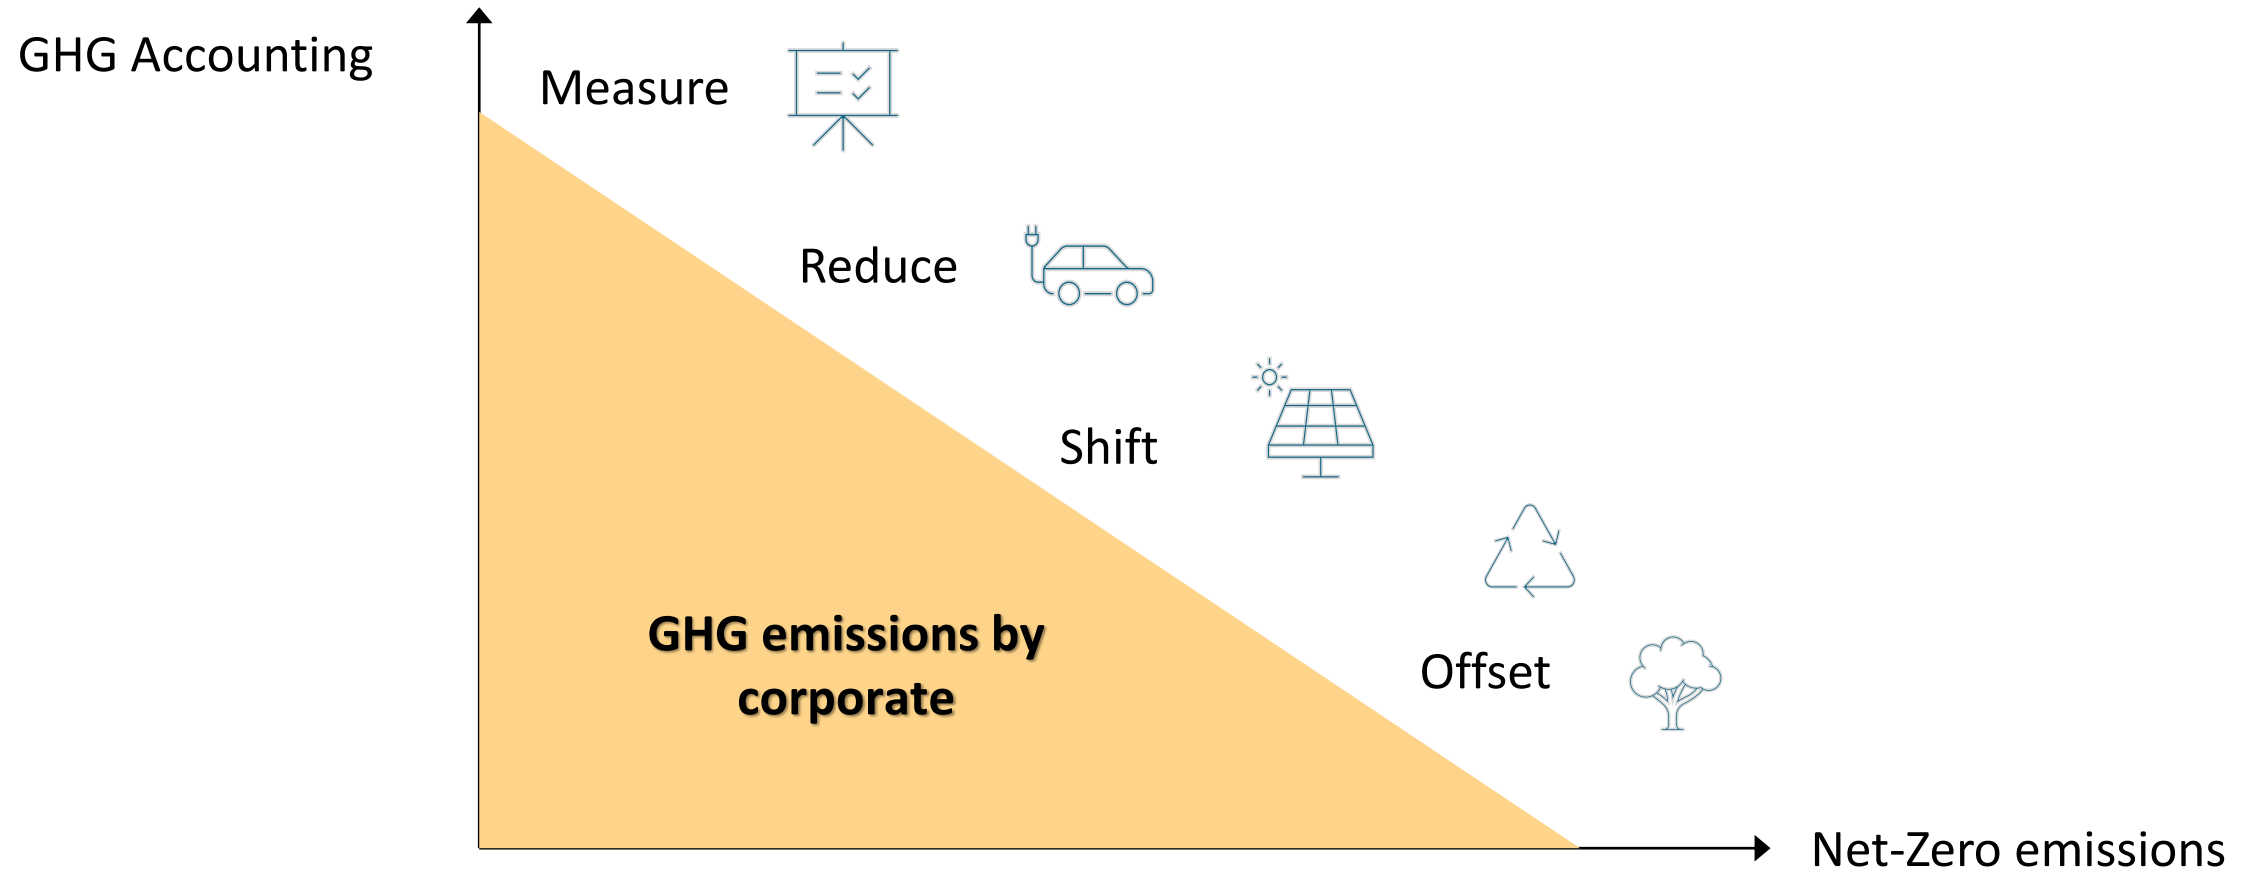 GHG Accounting
Measure
Reduce
Shift
GHG emissions by
corporate
Offset
Net-Zero emissions